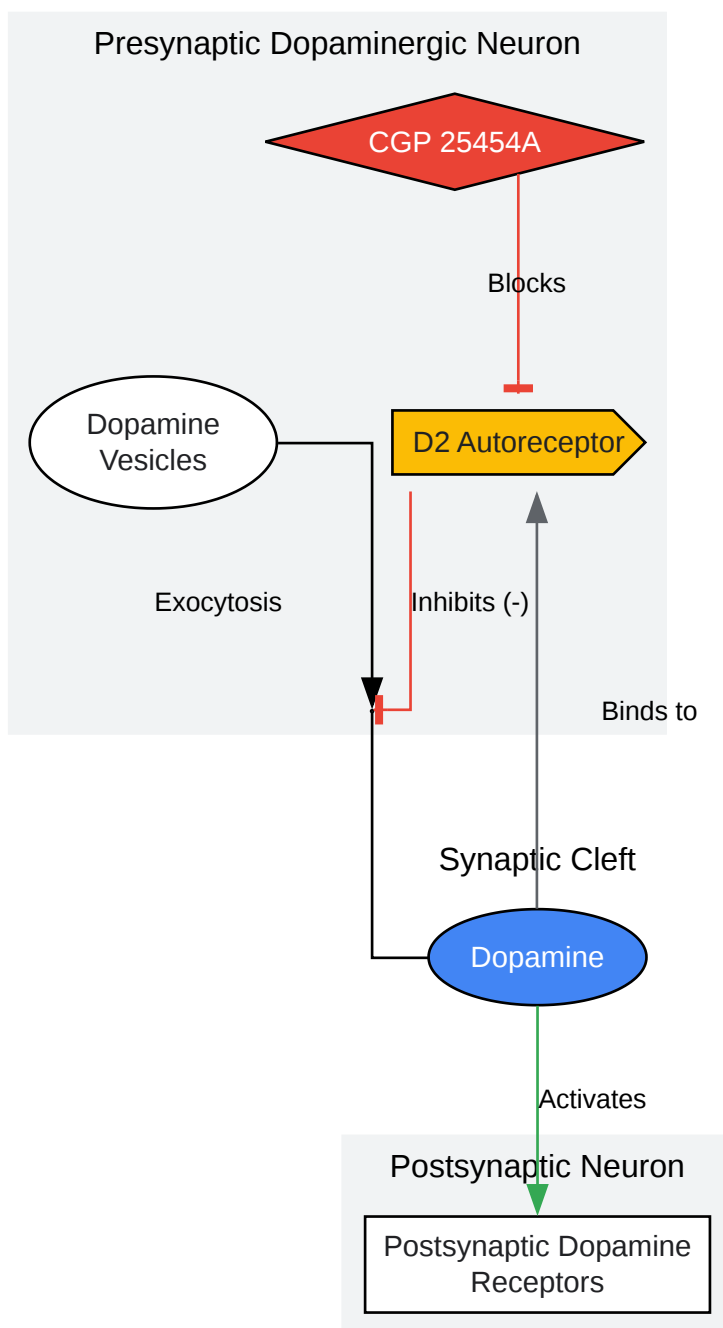 Presynaptic Dopaminergic Neuron
CGP 25454A
Blocks
Dopamine
Vesicles
D2 Autoreceptor
Exocytosis
Inhibits (-)
Binds to
Synaptic Cleft
Dopamine
Activates
Postsynaptic Neuron
Postsynaptic Dopamine
Receptors